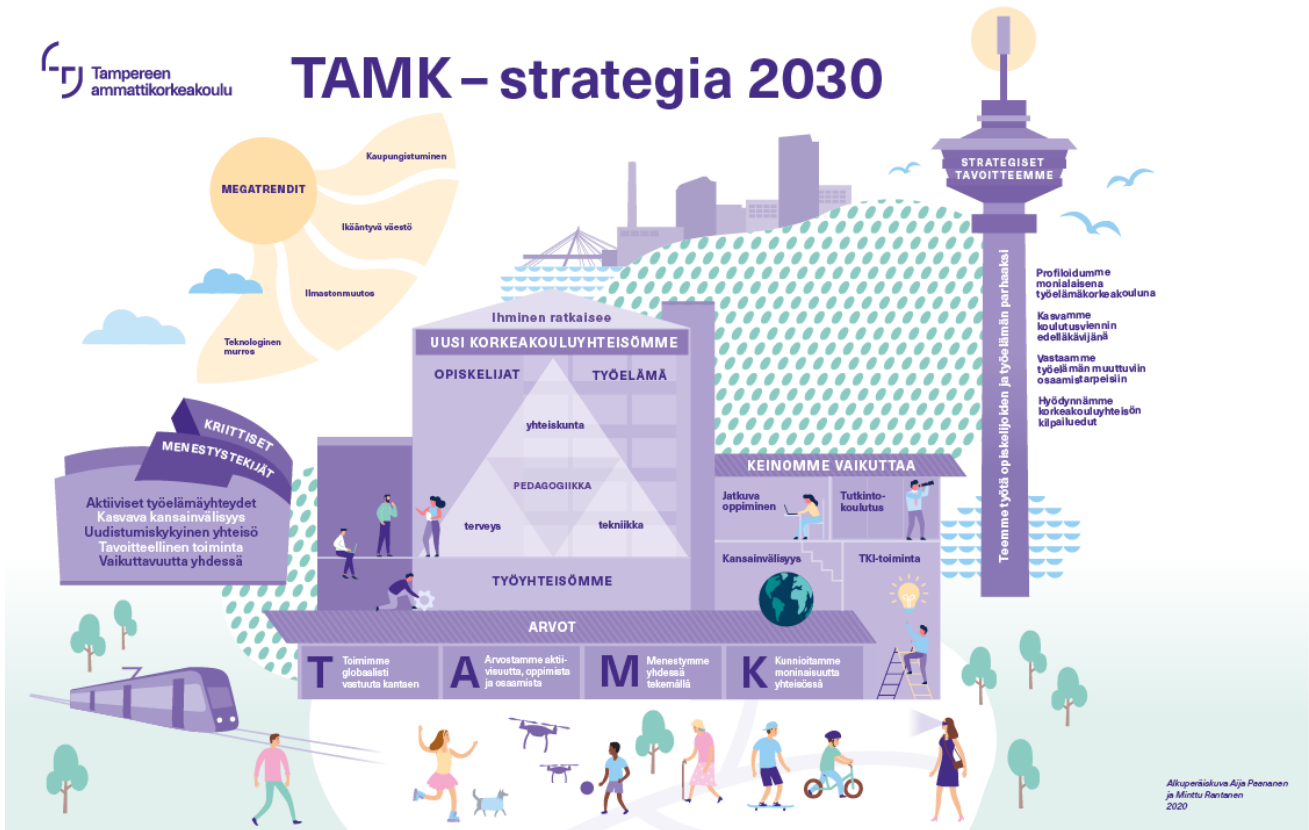 Tampereen
ammattikorkeakoulu
TAMK – strategia 2030
MEGATRENDIT
Kaupungistuminen
Ikääntyvä väestö
Ilmastonmuutos
Teknologinen
murros
STRATEGISET
TAVOITTEEMME
Teemme työtä opiskelijoiden ja työelämän parhaaksi
Profiloidumme
monialaisena
työelämäkorkeakouluna
Kasvamme
koulutusviennin
edelläkävijänä
Vastaamme
työelämän muuttuviin
osaamistarpeisiin
Hyödynnämme
korkeakouluyhteisön
kilpailuedut
Ihminen ratkaisee
UUSI KORKEAKOULUYHTEISÖMME
OPISKELIJAT
TYÖELÄMÄ
yhteiskunta
PEDAGOGIIKKA
terveys
tekniikka
TYÖYHTEISÖMME
KRIITTISET
MENESTYSTEKIJÄT
Aktiiviset työelämäyhteydet
Kasvava kansainvälisyys
Uudistumiskykyinen yhteisö
Tavoitteellinen toiminta
Vaikuttavuutta yhdessä
KEINOMME VAIKUTTAA
Jatkuva
oppiminen
Tutkinto-
koulutus
Kansainvälisyys
TKI-toiminta
ARVOT
T
Toimimme
globaalisti
vastuuta kantaen
A
Arvostamme aktii-
visuutta, oppimista
ja osaamista
M
Menestymme
yhdessä
tekemällä
K
Kunnioitamme
moninaisuutta
yhteisössä
Alkuperäiskuva Aija Peenanen
ja Minttu Rantanen
2020